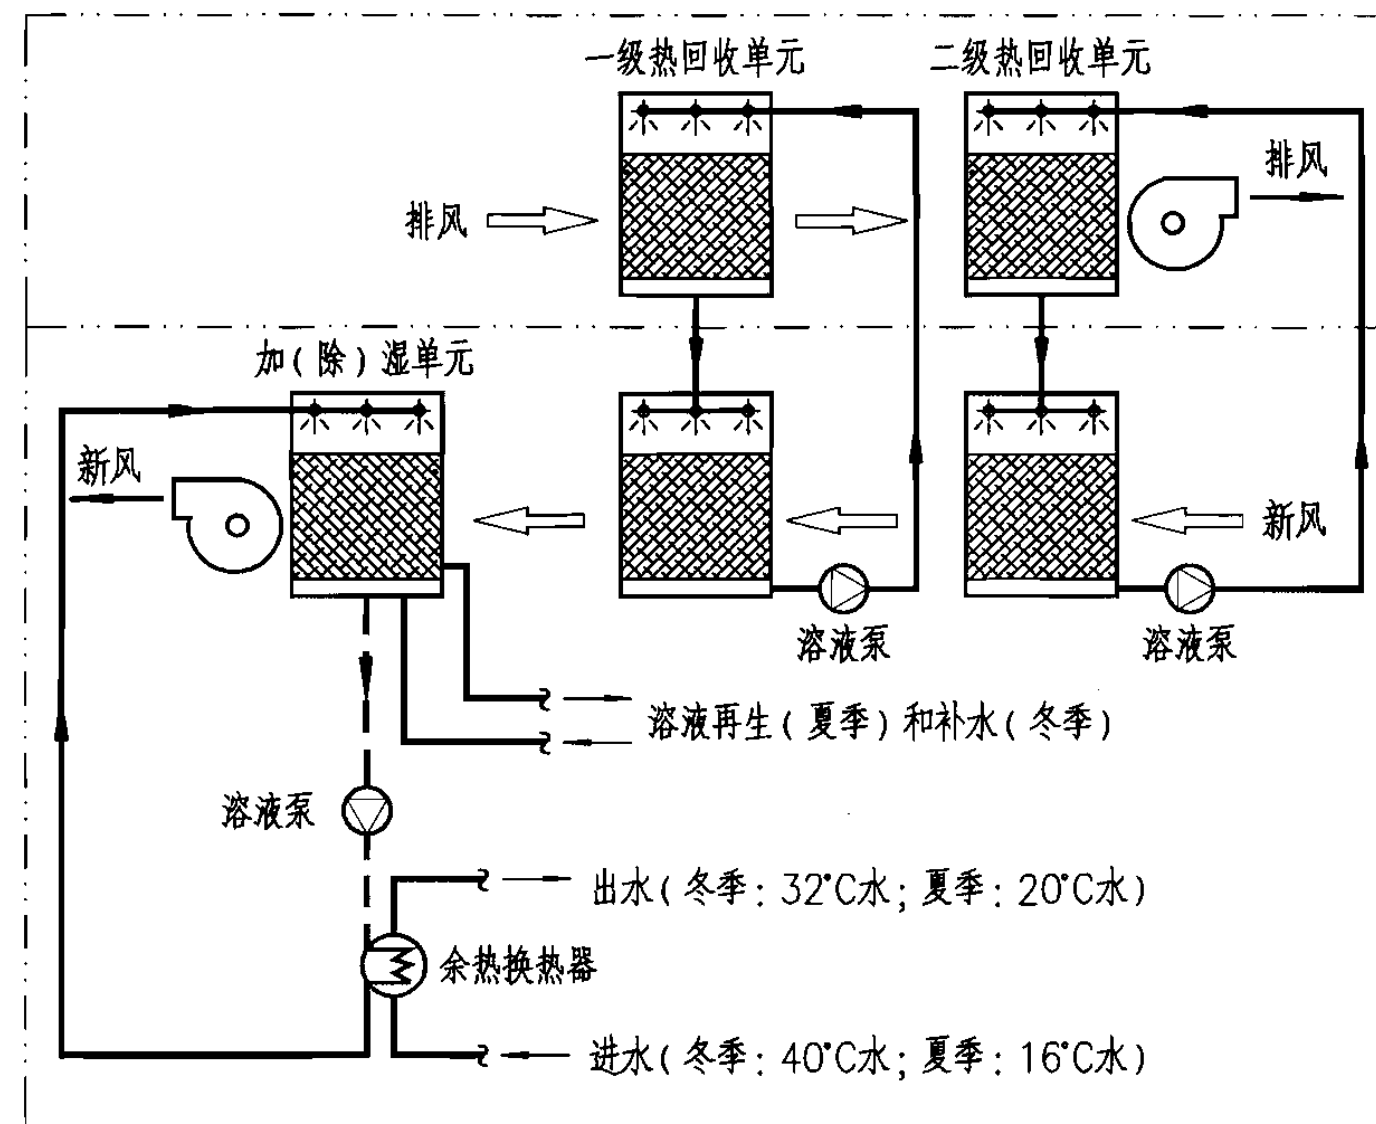 一级热回收单元
二级热回收单元
排风
排风
加(除)湿单元
新风
新风
溶液泵
溶液泵
溶液再生(夏季)和补水(冬季)
溶液泵
出水(冬季:32°C水;夏季:20°C水)
余热换热器
进水(冬季:40°C水;夏季:16°C水)